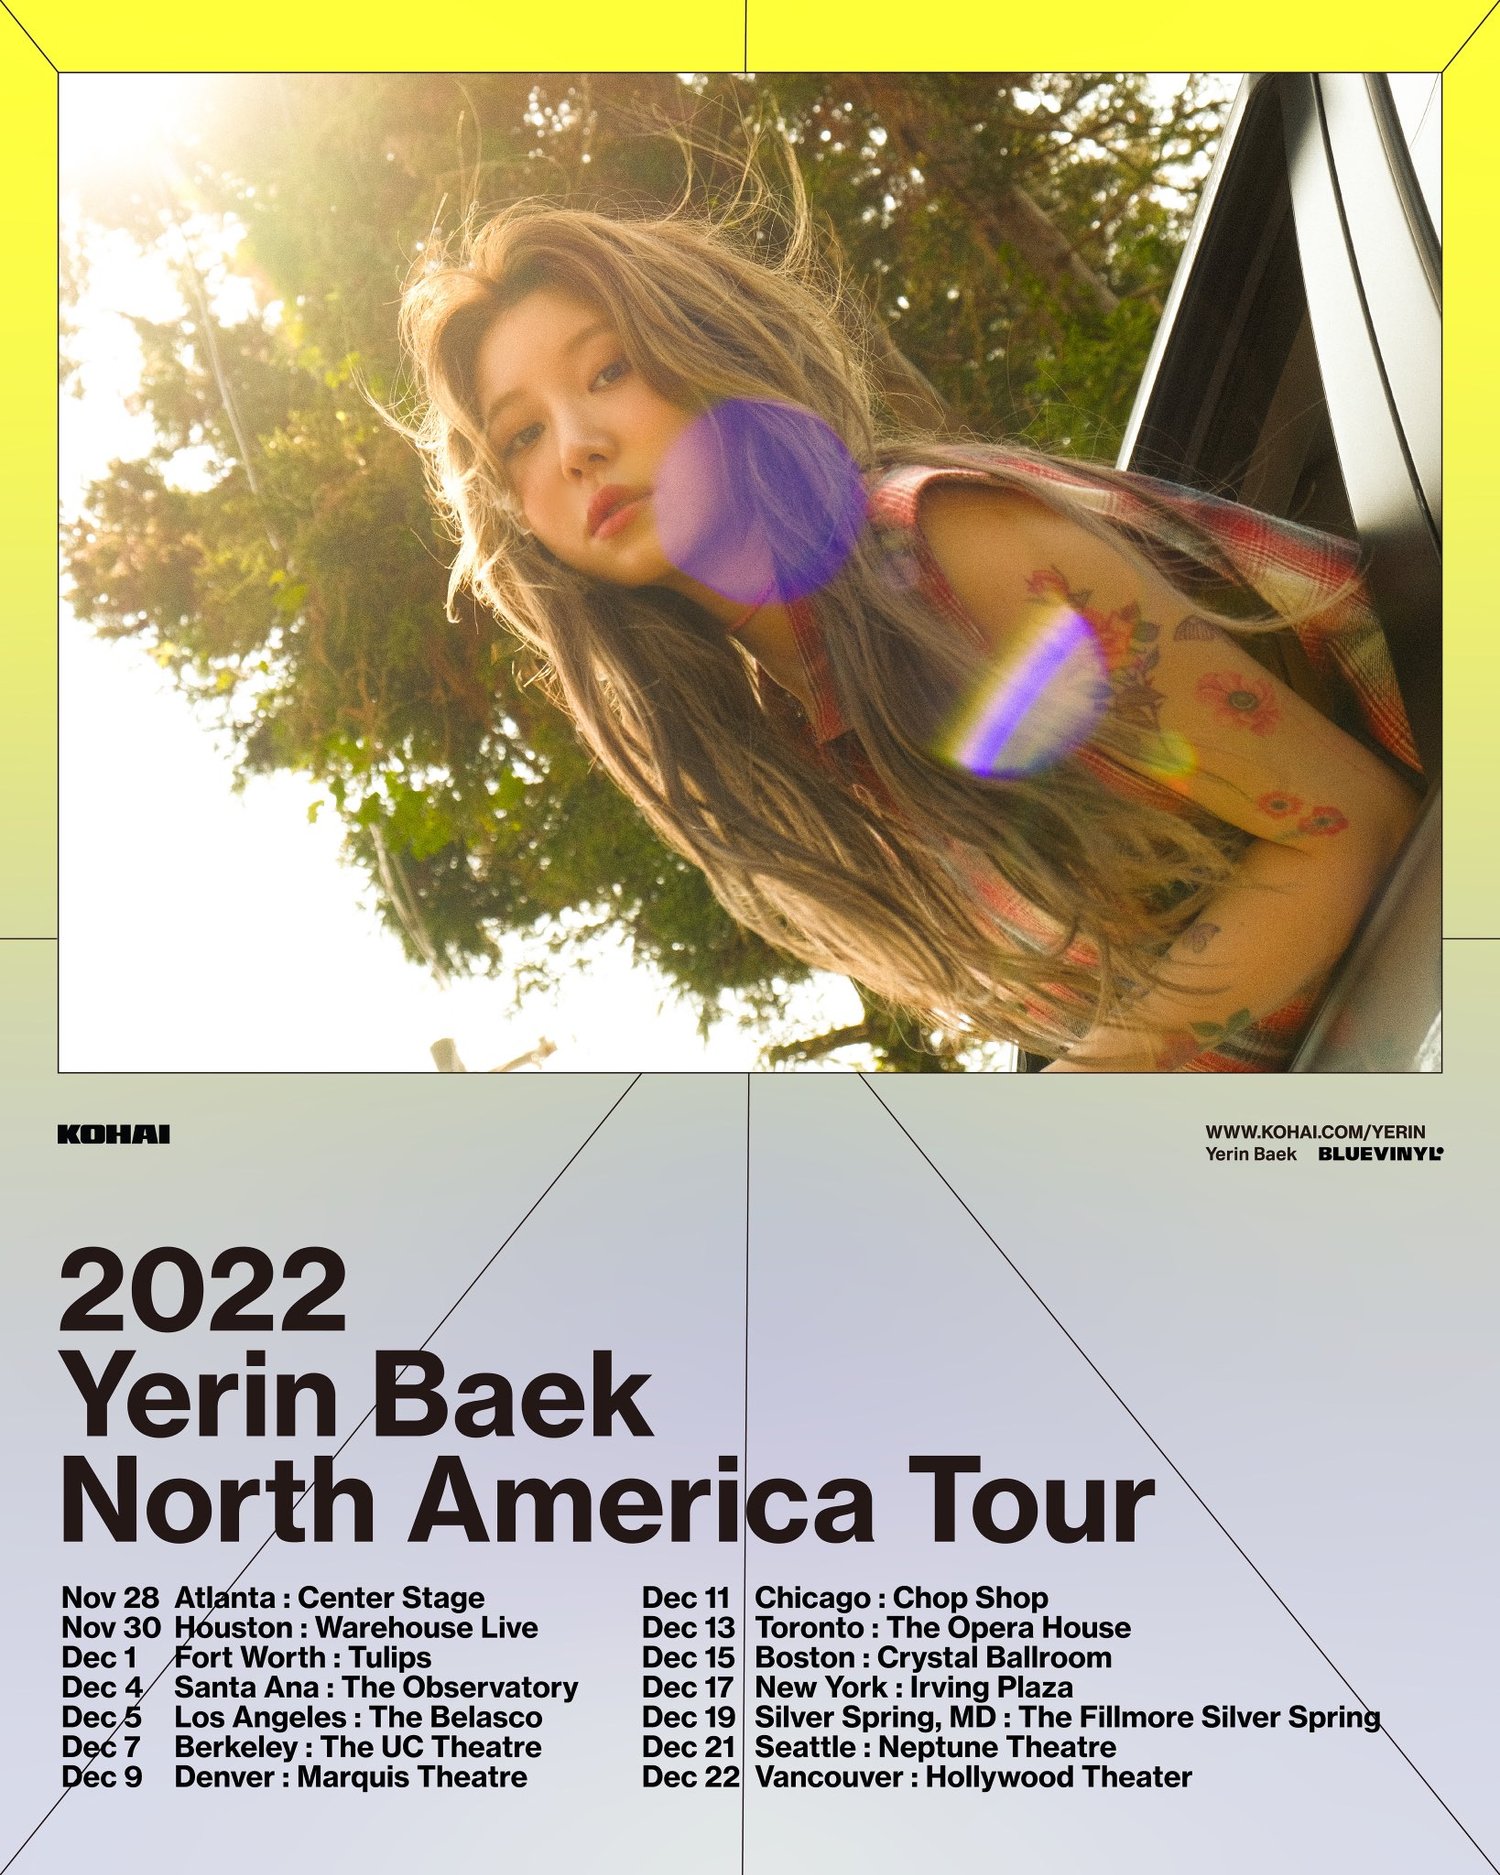 KOHAI
WWW.KOHAI.COM/YERIN
Yerin Baek BLUEVINYL
2022
Yerin Baek
North America Tour
Nov 28 Atlanta : Center Stage
Nov 30 Houston : Warehouse Live
Dec 1 Fort Worth : Tulips
Dec 4 Santa Ana : The Observatory
Dec 5 Los Angeles : The Belasco
Dec 7 Berkeley : The UC Theatre
Dec 9 Denver : Marquis Theatre
Dec 11 Chicago : Chop Shop
Dec 13 Toronto : The Opera House
Dec 15 Boston : Crystal Ballroom
Dec 17 New York : Irving Plaza
Dec 19 Silver Spring, MD : The Fillmore Silver Spring
Dec 21 Seattle : Neptune Theatre
Dec 22 Vancouver : Hollywood Theater